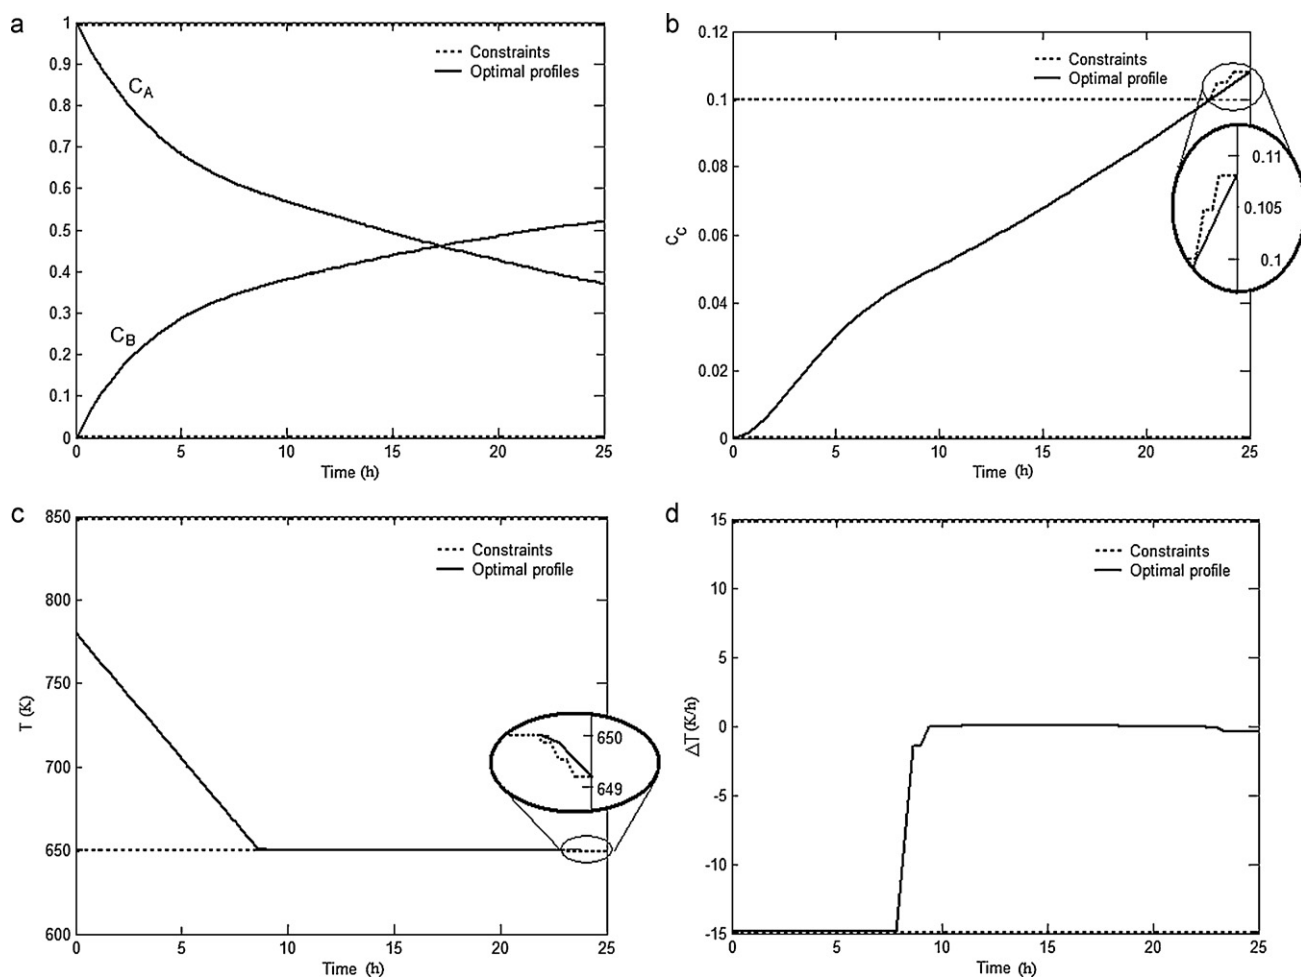 a
1
0.9
0.8
0.7
0.6
0.5
0.4
0.3
0.2
0.1
0
C_A
C_B
Constraints
Optimal profiles
0 5 10 15 20 25
Time (h)
b
0.12
0.1
0.08
0.06
0.04
0.02
0
C_C
Constraints
Optimal profile
0.11
0.105
0.1
0 5 10 15 20 25
Time (h)
c
850
800
750
700
650
600
T (K)
Constraints
Optimal profile
650
649
0 5 10 15 20 25
Time (h)
d
15
10
5
0
-5
-10
-15
ΔT (K/h)
Constraints
Optimal profile
0 5 10 15 20 25
Time (h)